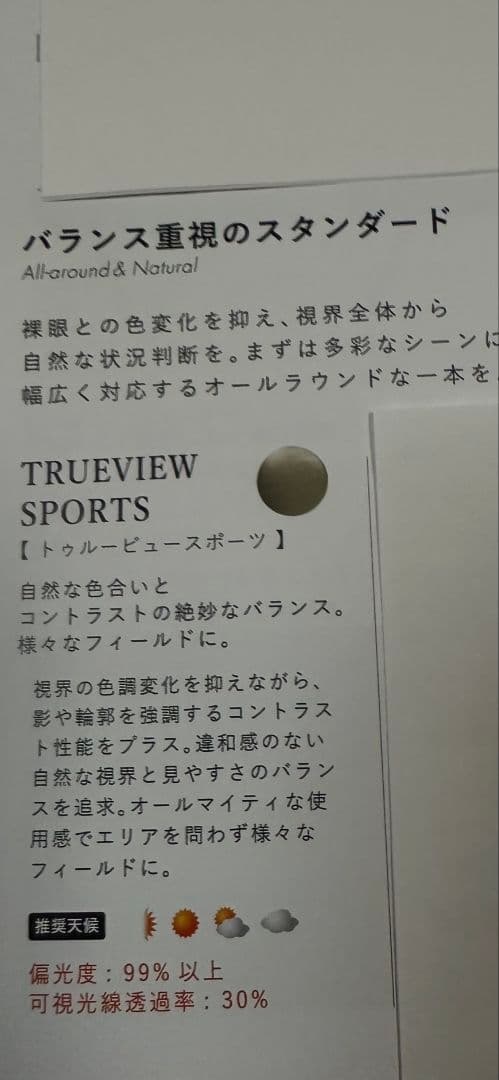 バランス重視のスタンダード
All-around & Natural
裸眼との色変化を抑え、視界全体から
自然な状況判断を。まずは多彩なシーンに
幅広く対応するオールラウンドな一本を。
TRUEVIEW
SPORTS
【トゥルービュースポーツ】
自然な色合いと
コントラストの絶妙なバランス。
様々なフィールドに。
視界の色調変化を抑えながら、
影や輪郭を強調するコントラス
ト性能をプラス。違和感のない
自然な視界と見やすさのバラン
スを追求。オールマイティな使
用感でエリアを問わず様々な
フィールドに。
推奨天候
偏光度：99% 以上
可視光線透過率：30%